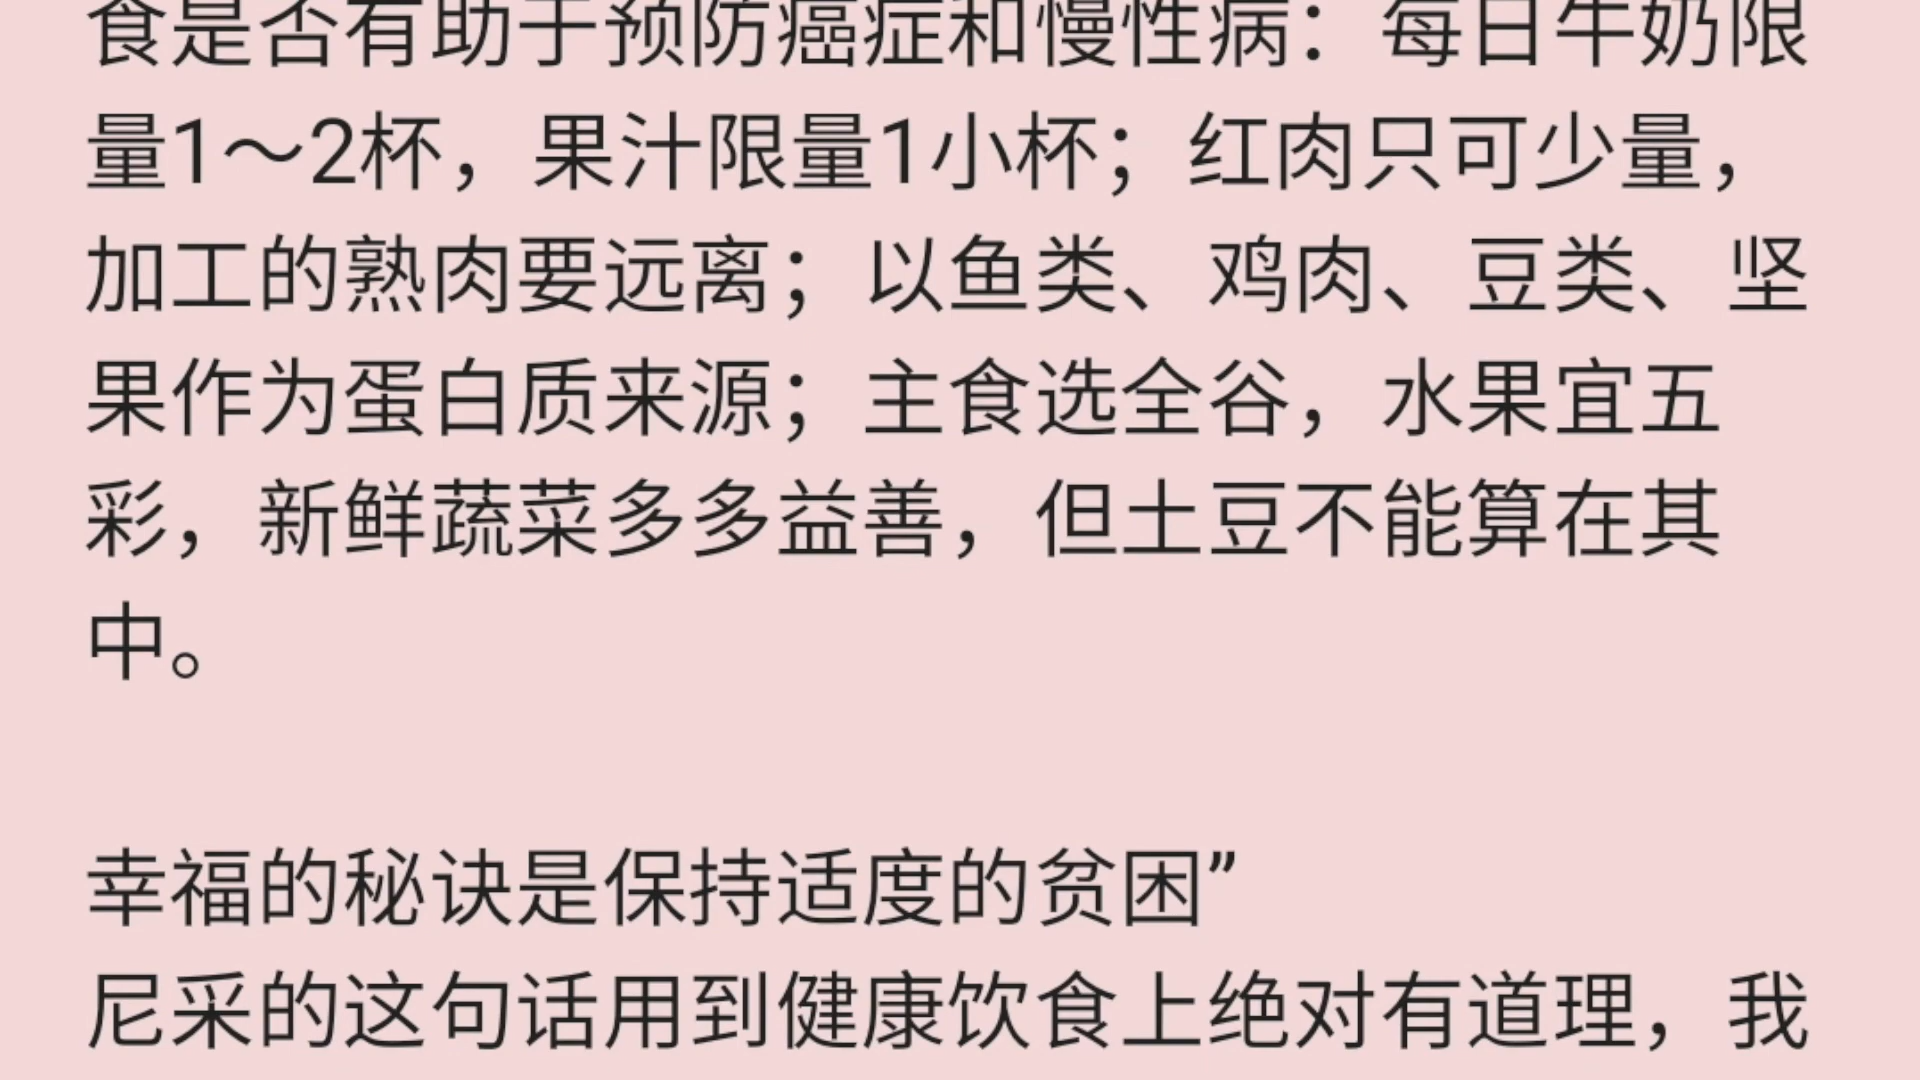 食是否有助于预防癌症和慢性病：每日牛奶限
量1～2杯，果汁限量1小杯；红肉只可少量，
加工的熟肉要远离；以鱼类、鸡肉、豆类、坚
果作为蛋白质来源；主食选全谷，水果宜五
彩，新鲜蔬菜多多益善，但土豆不能算在其
中。
幸福的秘诀是保持适度的贫困”
尼采的这句话用到健康饮食上绝对有道理，我